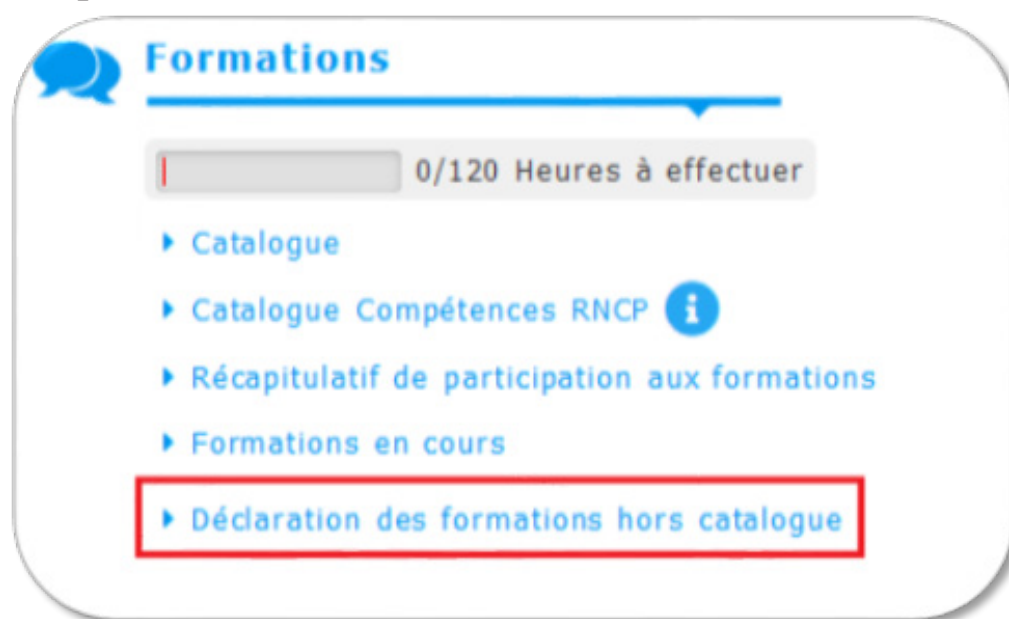 Formations
0/120 Heures à effectuer
Catalogue
Catalogue Compétences RNCP
Récapitulatif de participation aux formations
Formations en cours
Déclaration des formations hors catalogue